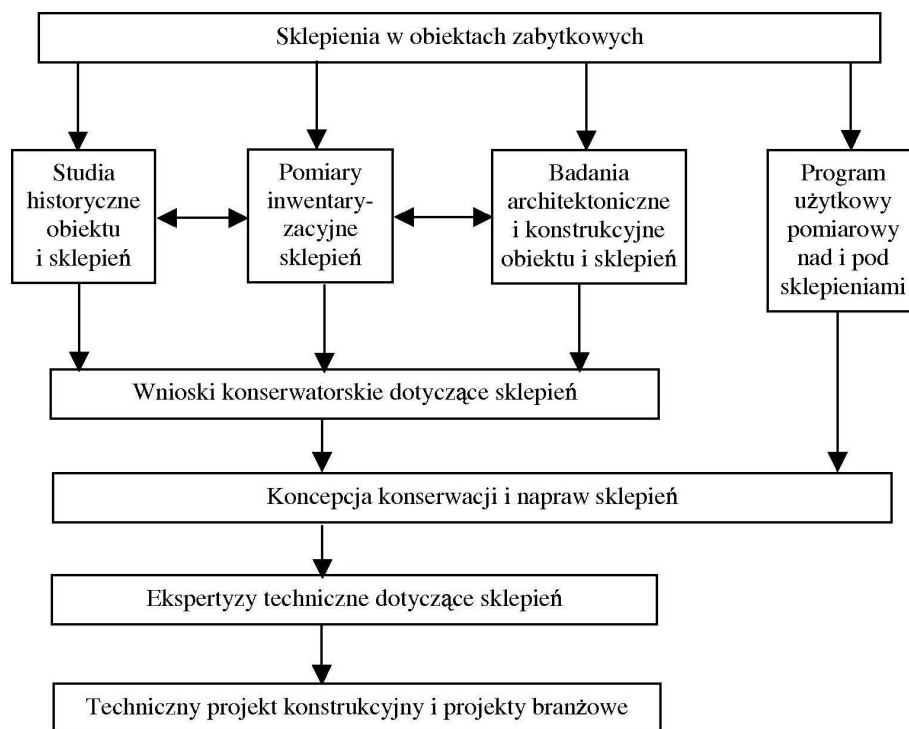 Sklepienia w obiektach zabytkowych
Studia
historyczne
obiektu
i sklepień
Pomiary
inwentary-
zacyjne
sklepień
Badania
architektoniczne
i konstrukcyjne
obiektu i sklepień
Program
użytkowy
pomiarowy
nad i pod
sklepieniami
Wnioski konserwatorskie dotyczące sklepień
Koncepcja konserwacji i napraw sklepień
Ekspertyzy techniczne dotyczące sklepień
Techniczny projekt konstrukcyjny i projekty branżowe